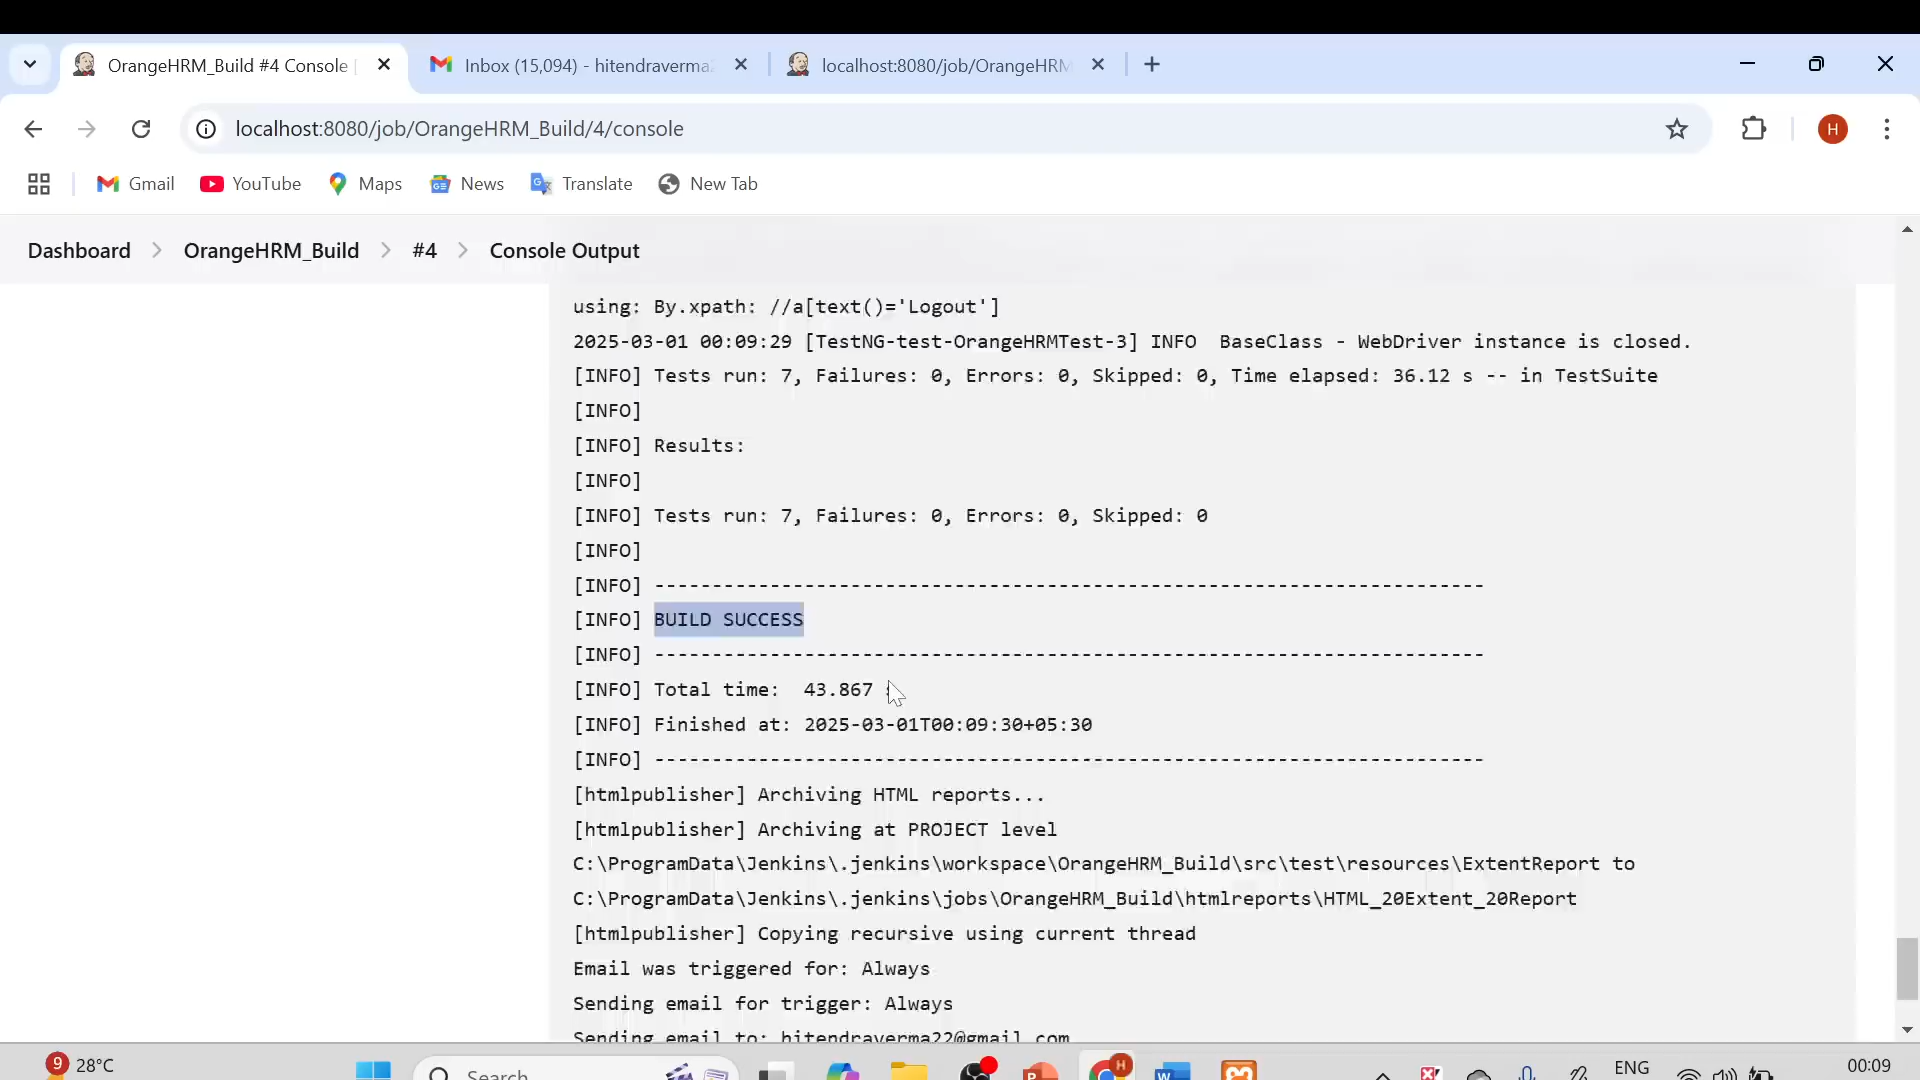 OrangeHRM_Build #4 Console
Inbox (15,094) - hitendraverma
localhost:8080/job/OrangeHRM
localhost:8080/job/OrangeHRM_Build/4/console
H
Gmail
YouTube
Maps
News
Translate
New Tab
Dashboard > OrangeHRM_Build > #4 > Console Output
using: By.xpath: //a[text()='Logout']
2025-03-01 00:09:29 [TestNG-test-OrangeHRMTest-3] INFO  BaseClass - WebDriver instance is closed.
[INFO] Tests run: 7, Failures: 0, Errors: 0, Skipped: 0, Time elapsed: 36.12 s -- in TestSuite
[INFO]
[INFO] Results:
[INFO]
[INFO] Tests run: 7, Failures: 0, Errors: 0, Skipped: 0
[INFO]
[INFO] ------------------------------------------------------------------------
[INFO] BUILD SUCCESS
[INFO] ------------------------------------------------------------------------
[INFO] Total time:  43.867
[INFO] Finished at: 2025-03-01T00:09:30+05:30
[INFO] ------------------------------------------------------------------------
[htmlpublisher] Archiving HTML reports...
[htmlpublisher] Archiving at PROJECT level
C:\ProgramData\Jenkins\.jenkins\workspace\OrangeHRM_Build\src\test\resources\ExtentReport to
C:\ProgramData\Jenkins\.jenkins\jobs\OrangeHRM_Build\htmlreports\HTML_20Extent_20Report
[htmlpublisher] Copying recursive using current thread
Email was triggered for: Always
Sending email for trigger: Always
Sending email to: hitendraverma22@gmail.com
9
28°C
Search
H
ENG
00:09